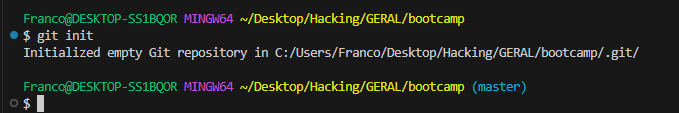 Franco@DESKTOP-SS1BQOR MINGW64 ~/Desktop/Hacking/GERAL/bootcamp
$ git init
Initialized empty Git repository in C:/Users/Franco/Desktop/Hacking/GERAL/bootcamp/.git/
Franco@DESKTOP-SS1BQOR MINGW64 ~/Desktop/Hacking/GERAL/bootcamp (master)
$